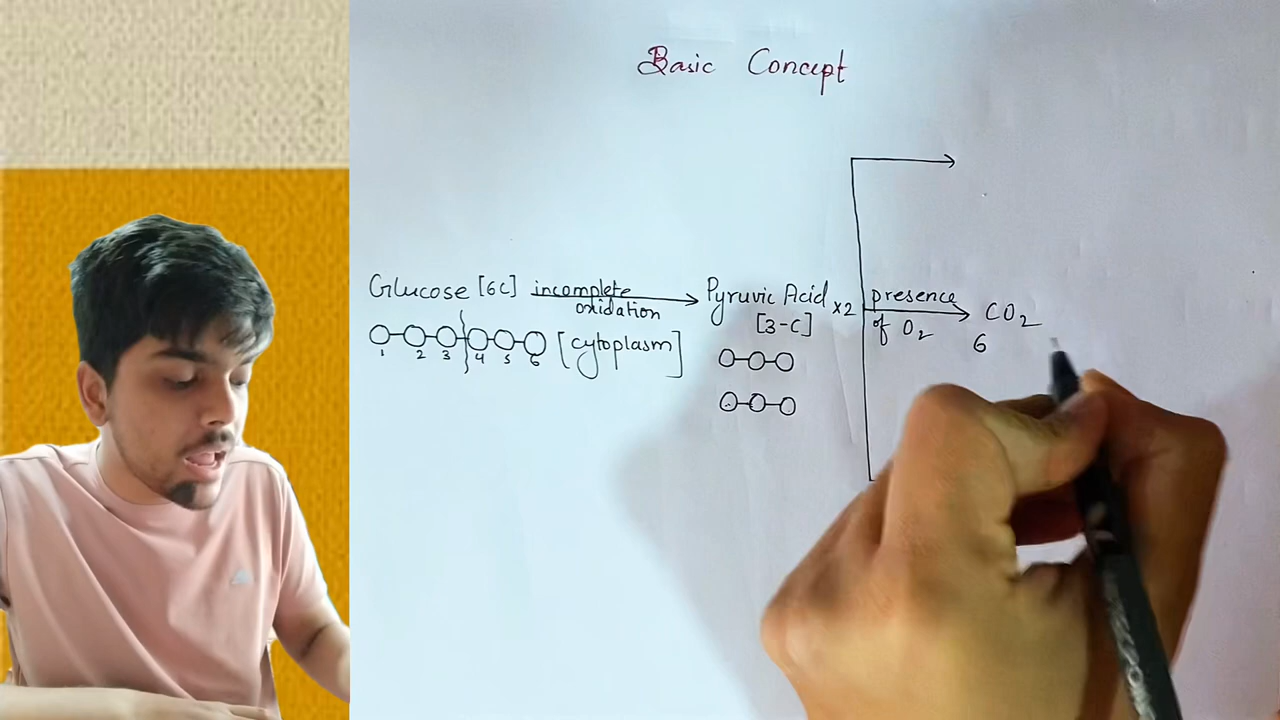 Basic Concept
Glucose [6C] incomplete oxidation
1 2 3 4 5 6 [cytoplasm]
Pyruvic Acid x2
[3-C]
presence
of O2
CO2
6